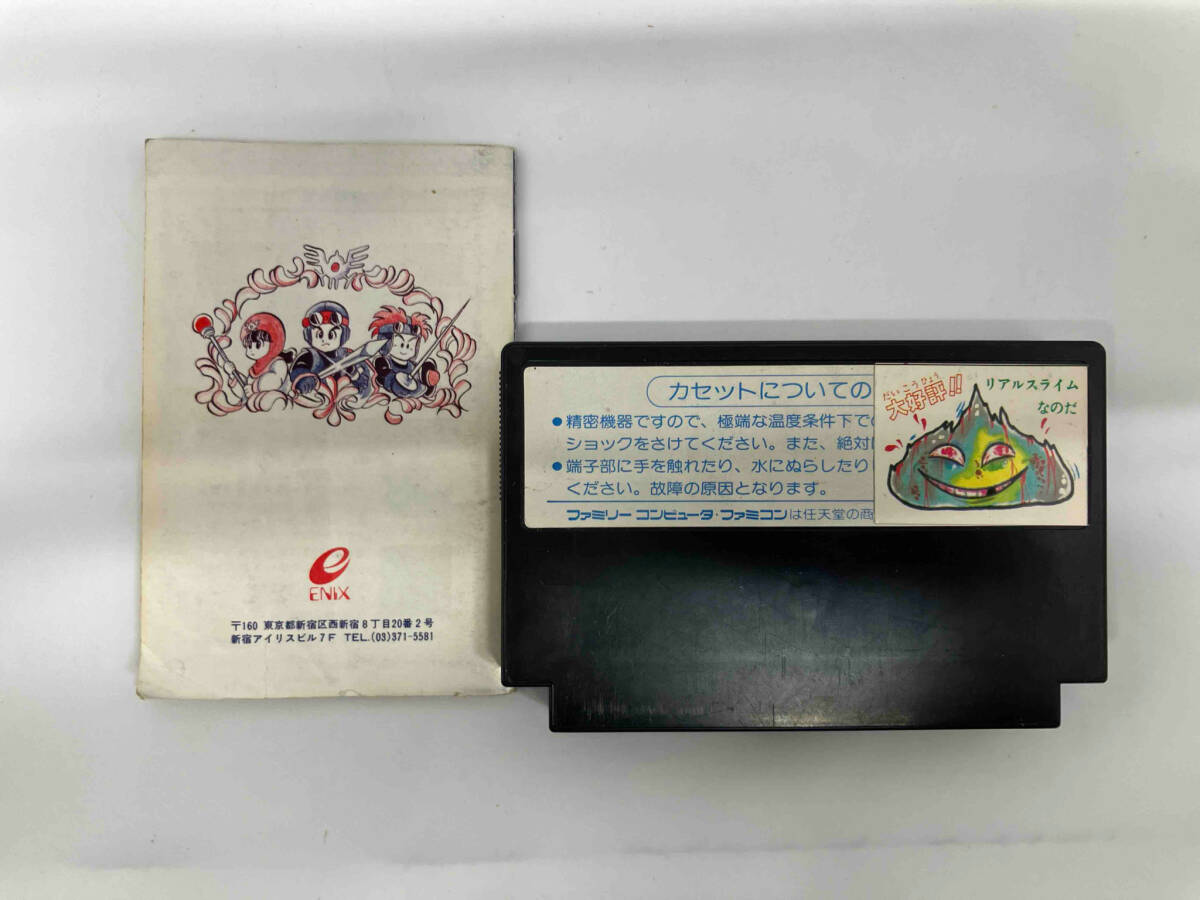 ENIX
〒160 東京都新宿区西新宿8丁目20番2号
新宿アイリスビル7F TEL.(03)371-5581
カセットについての
●精密機器ですので、極端な温度条件下で
ショックをさけてください。また、絶対
●端子部に手を触れたり、水にぬらしたり
ください。故障の原因となります。
ファミリーコンピュータ・ファミコンは任天堂の商
だいこうひょう
大好評!!
リアルスライム
なのだ